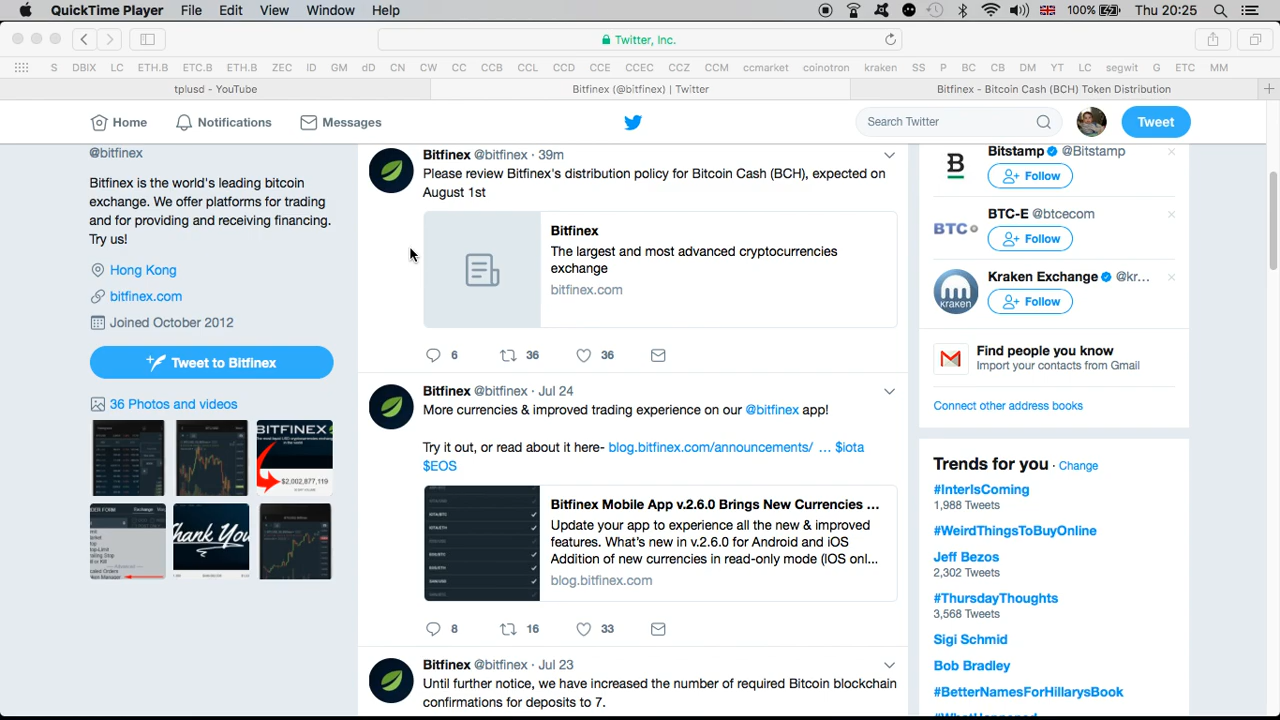 QuickTime Player File Edit View Window Help 100% Thu 20:25
Twitter, Inc.
S DBIX LC ETH.B ETC.B ETH.B ZEC ID GM dD CN CW CC CCB CCL CCD CCE CCEC CCZ CCM ccmarket coinotron kraken SS P BC CB DM YT LC segwit G ETC MM
tplusd - YouTube
Bitfinex (@bitfinex) | Twitter
Bitfinex - Bitcoin Cash (BCH) Token Distribution
Home Notifications Messages Search Twitter Tweet
@bitfinex
Bitfinex is the world's leading bitcoin
exchange. We offer platforms for trading
and for providing and receiving financing.
Try us!
Hong Kong
bitfinex.com
Joined October 2012
Tweet to Bitfinex
36 Photos and videos
BITFINEX
$2,002,877,119
Thank You
Bitfinex @bitfinex · 39m
Please review Bitfinex's distribution policy for Bitcoin Cash (BCH), expected on
August 1st
Bitfinex
The largest and most advanced cryptocurrencies
exchange
bitfinex.com
6 36 36
Bitfinex @bitfinex · Jul 24
More currencies & improved trading experience on our @bitfinex app!
Try it out, or read about it here- blog.bitfinex.com/announcements/ … $iota
$EOS
Bitfinex Mobile App v.2.6.0 Brings New Currencies ...
Update your app to experience all the new & improved
features. What's new in v.2.6.0 for Android and iOS
Addition of new currencies in read-only mode (IOS onl...
blog.bitfinex.com
8 16 33
Bitfinex @bitfinex · Jul 23
Until further notice, we have increased the number of required Bitcoin blockchain
confirmations for deposits to 7.
Bitstamp @Bitstamp
Follow
BTC-E @btcecom
BTC
Follow
Kraken Exchange @kr...
kraken
Follow
Find people you know
Import your contacts from Gmail
Connect other address books
Trends for you · Change
#InterIsComing
1,988 Tweets
#WeirdThingsToBuyOnline
Jeff Bezos
2,302 Tweets
#ThursdayThoughts
3,568 Tweets
Sigi Schmid
Bob Bradley
#BetterNamesForHillarysBook